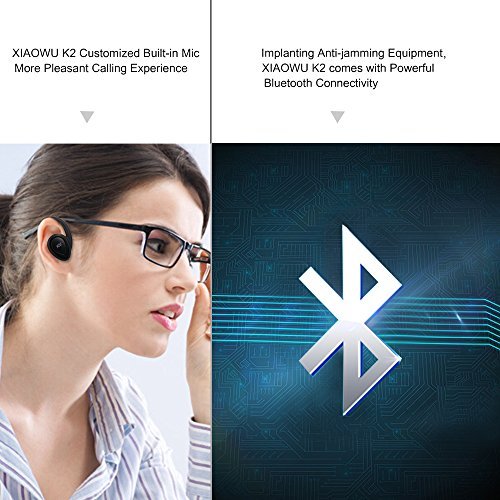 XIAOWU K2 Customized Built-in Mic
More Pleasant Calling Experience
Implanting Anti-jamming Equipment,
XIAOWU K2 comes with Powerful
Bluetooth Connectivity